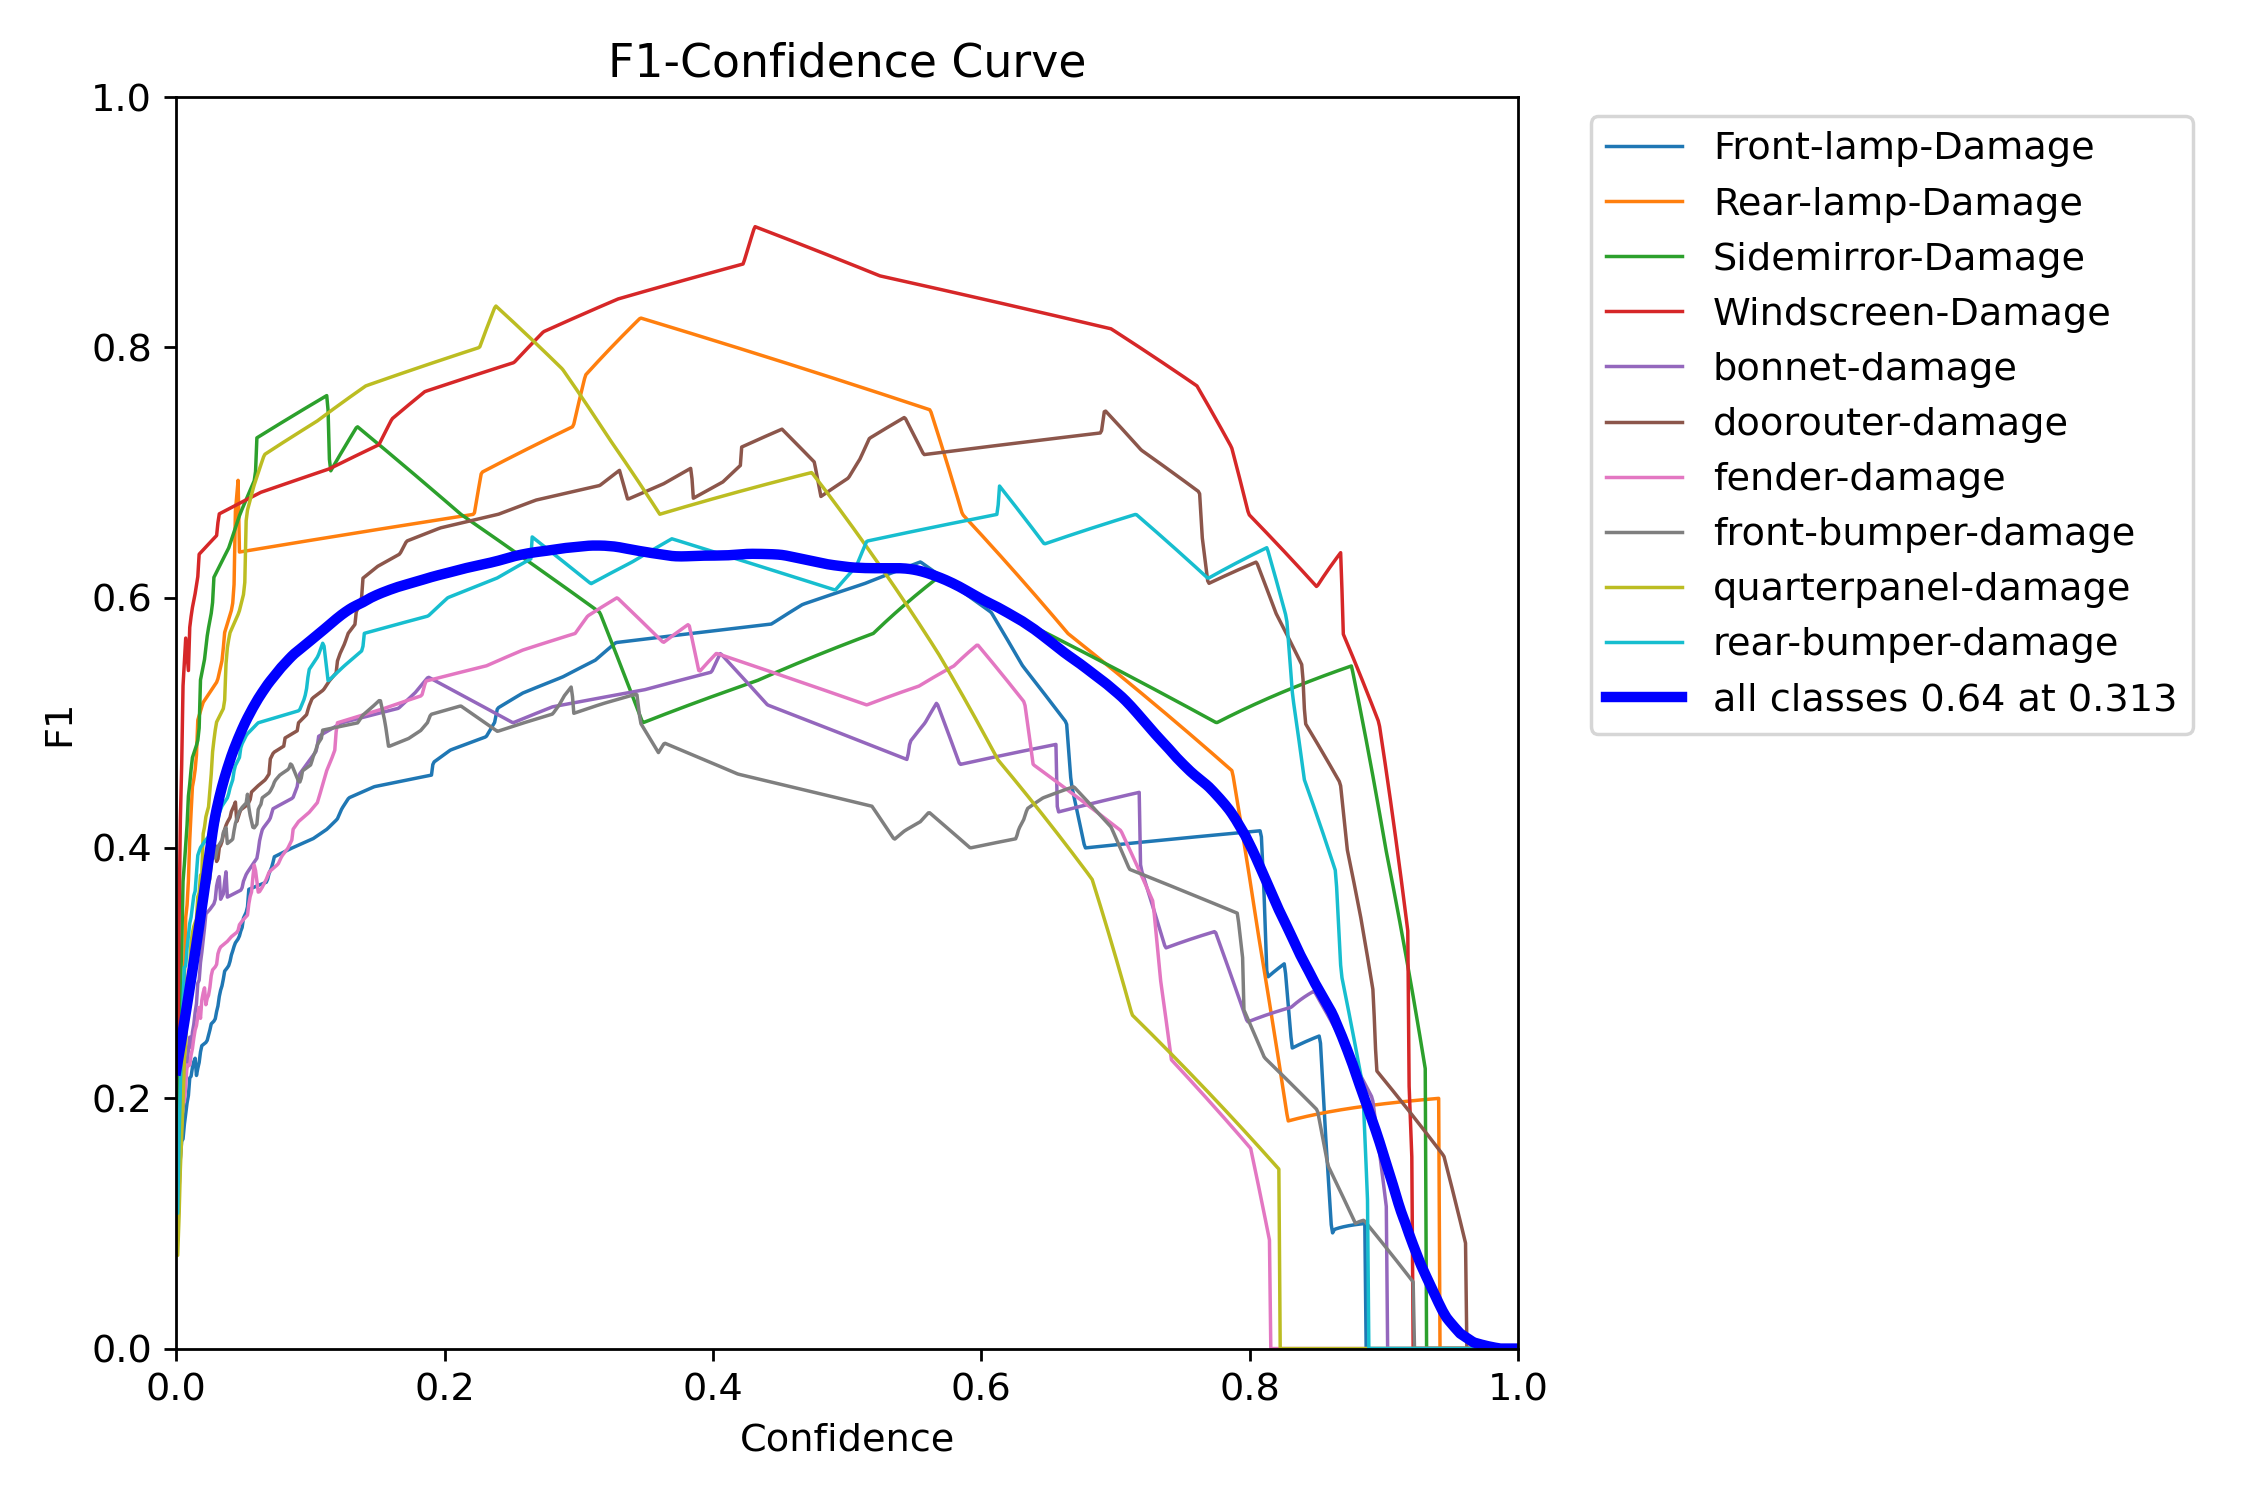 F1-Confidence Curve
1.0
0.8
0.6
0.4
0.2
0.0
F1
0.0 0.2 0.4 0.6 0.8 1.0
Confidence
Front-lamp-Damage
Rear-lamp-Damage
Sidemirror-Damage
Windscreen-Damage
bonnet-damage
doorouter-damage
fender-damage
front-bumper-damage
quarterpanel-damage
rear-bumper-damage
all classes 0.64 at 0.313